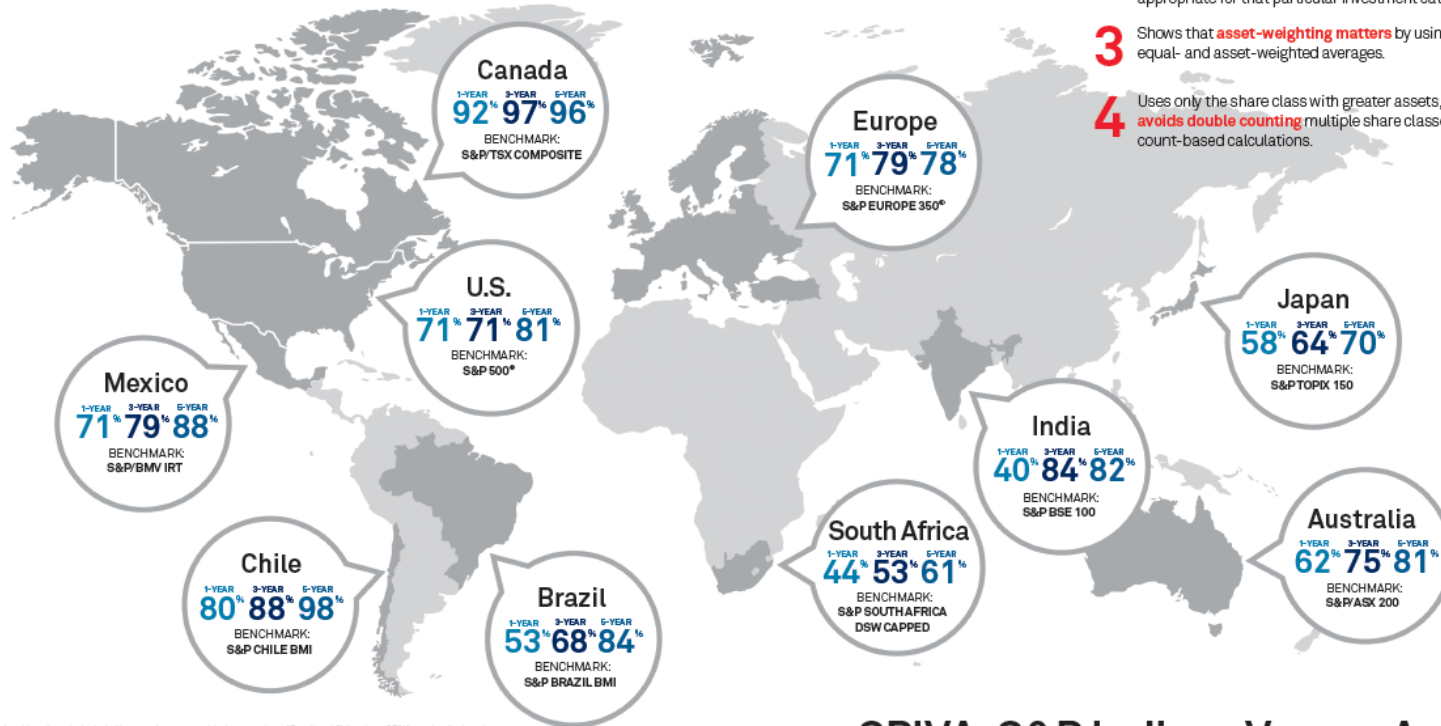 appropriate for that particular investment cat
3 Shows that asset-weighting matters by usin
equal- and asset-weighted averages.
4 Uses only the share class with greater assets,
avoids double counting multiple share classe
count-based calculations.
Canada
1-YEAR 3-YEAR 5-YEAR
92% 97% 96%
BENCHMARK:
S&P/TSX COMPOSITE
Europe
1-YEAR 3-YEAR 5-YEAR
71% 79% 78%
BENCHMARK:
S&P EUROPE 350®
U.S.
1-YEAR 3-YEAR 5-YEAR
71% 71% 81%
BENCHMARK:
S&P 500®
Japan
1-YEAR 3-YEAR 5-YEAR
58% 64% 70%
BENCHMARK:
S&P TOPIX 150
Mexico
1-YEAR 3-YEAR 5-YEAR
71% 79% 88%
BENCHMARK:
S&P/BMV IRT
India
1-YEAR 3-YEAR 5-YEAR
40% 84% 82%
BENCHMARK:
S&P BSE 100
South Africa
1-YEAR 3-YEAR 5-YEAR
44% 53% 61%
BENCHMARK:
S&P SOUTH AFRICA
DSW CAPPED
Australia
1-YEAR 3-YEAR 5-YEAR
62% 75% 81%
BENCHMARK:
S&P/ASX 200
Chile
1-YEAR 3-YEAR 5-YEAR
80% 88% 98%
BENCHMARK:
S&P CHILE BMI
Brazil
1-YEAR 3-YEAR 5-YEAR
53% 68% 84%
BENCHMARK:
S&P BRAZIL BMI